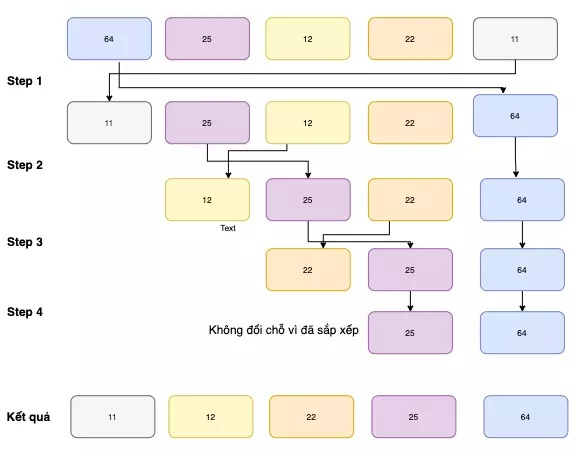 64 25 12 22 11
Step 1
11 25 12 22 64
Step 2
12 25 22 64
Text
Step 3
22 25 64
Step 4
Không đổi chỗ vì đã sắp xếp
25 64
Kết quả
11 12 22 25 64